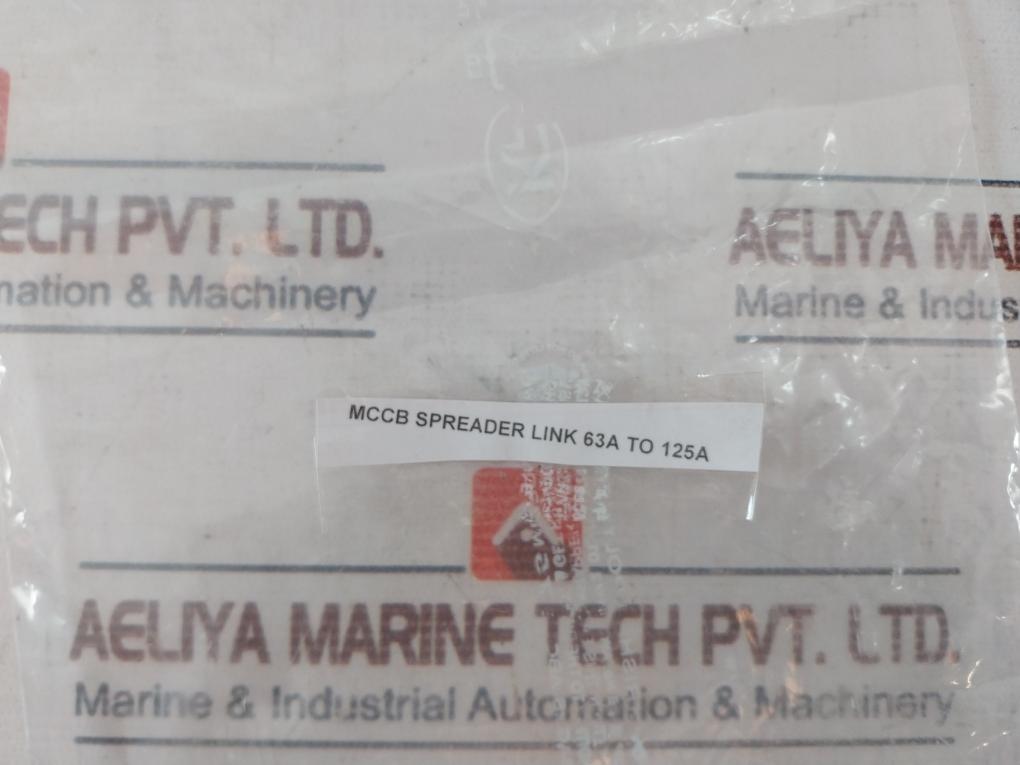 ECH PVT. LTD.
mation & Machinery
AELIYA MA
Marine & Indus
MCCB SPREADER LINK 63A TO 125A
AELIYA MARINE TECH PVT. LTD.
Marine & Industrial Automation & Machinery